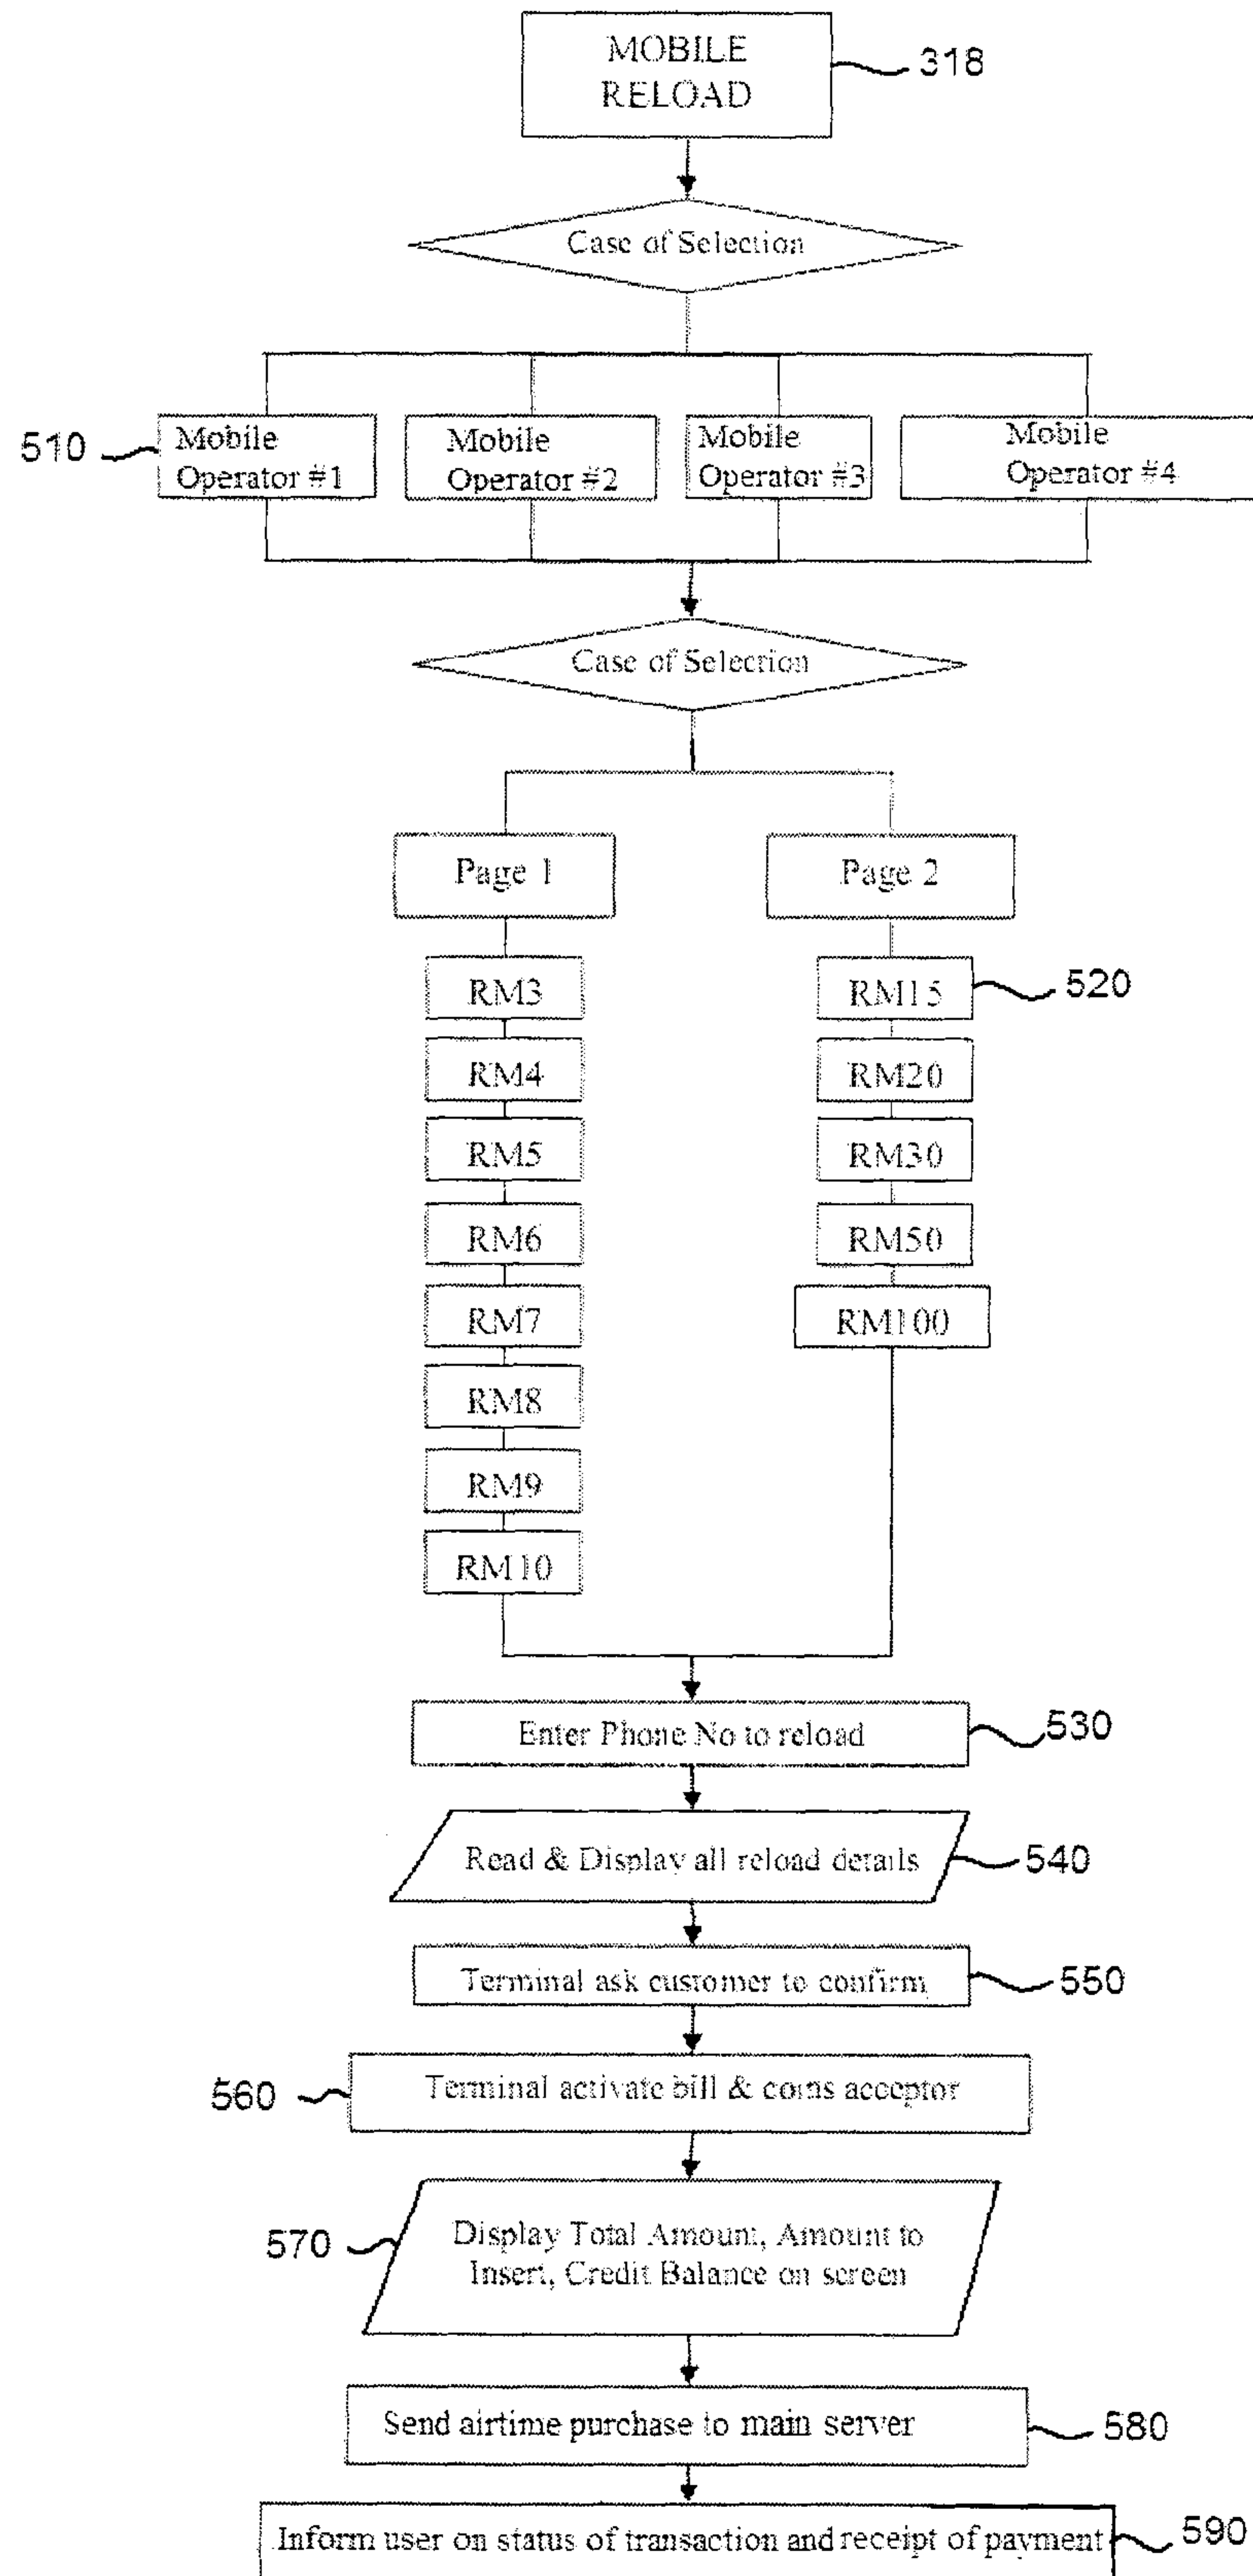 MOBILE
RELOAD
318
Case of Selection
510
Mobile
Operator #1
Mobile
Operator #2
Mobile
Operator #3
Mobile
Operator #4
Case of Selection
Page 1
Page 2
RM3
RM15
520
RM4
RM20
RM5
RM30
RM6
RM50
RM7
RM100
RM8
RM9
RM10
Enter Phone No to reload
530
Read & Display all reload details
540
Terminal ask customer to confirm
550
560
Terminal activate bill & coins acceptor
570
Display Total Amount, Amount to
Insert, Credit Balance on screen
Send airtime purchase to main server
580
Inform user on status of transaction and receipt of payment
590